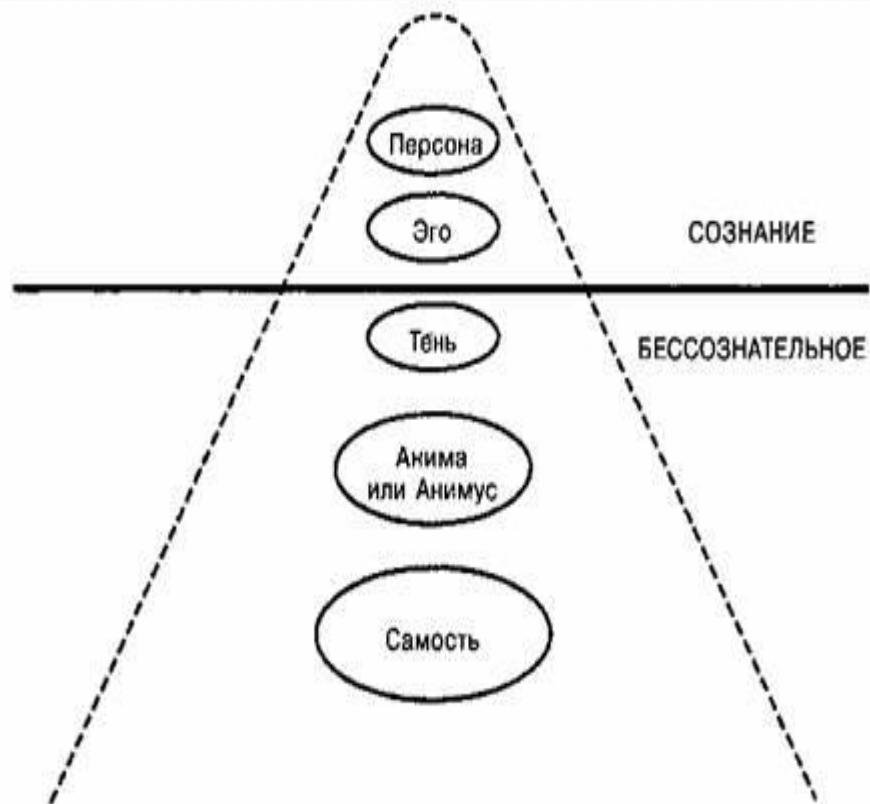 Персона
Эго
СОЗНАНИЕ
Тень
БЕССОЗНАТЕЛЬНОЕ
Анима
или Анимус
Самость